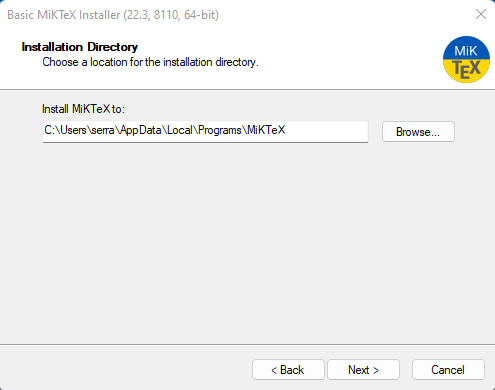 Basic MiKTeX Installer (22.3, 8110, 64-bit)
Installation Directory
Choose a location for the installation directory.
MiK
TEX
Install MiKTeX to:
C:\Users\serra\AppData\Local\Programs\MiKTeX
Browse...
< Back
Next >
Cancel